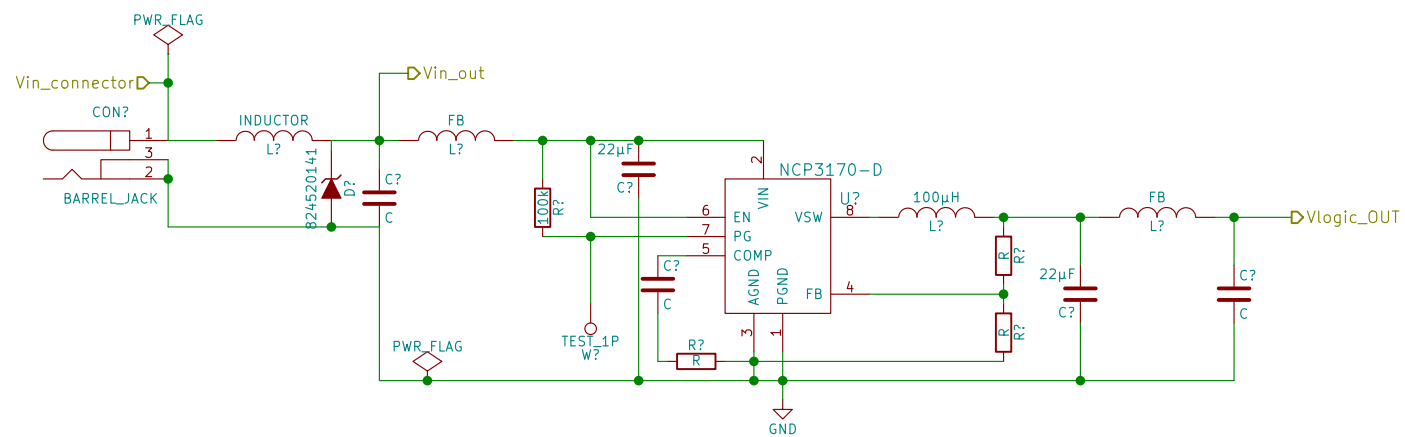 PWR_FLAG
Vin_connector
Vin_out
CON?
1
3
2
BARREL_JACK
INDUCTOR
L?
824520141
D?
C?
C
FB
L?
100k
R?
22µF
C?
2
NCP3170-D
U?
VIN
6
EN
7
PG
5
COMP
VSW
8
AGND
PGND
FB
4
3
1
C?
C
TEST_1P
W?
R?
R
PWR_FLAG
GND
100µH
L?
R
R?
R
R?
22µF
C?
FB
L?
C?
C
Vlogic_OUT